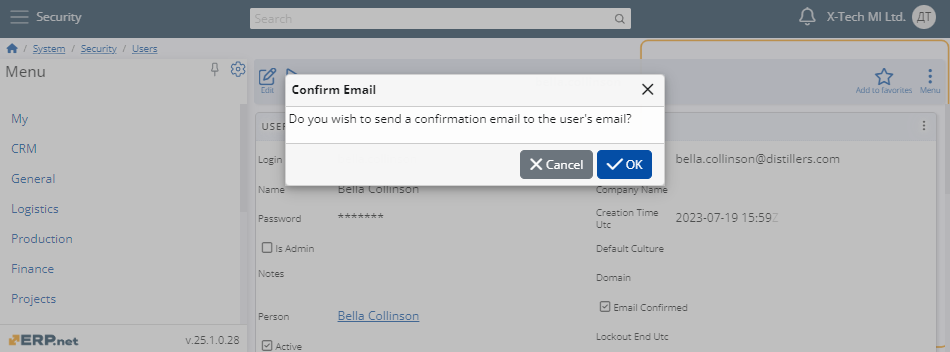 Security
Search
X-Tech MI Ltd.
ДТ
/ System / Security / Users
Menu
Edit
Add to favorites
Menu
Confirm Email
Do you wish to send a confirmation email to the user's email?
Cancel
OK
My
CRM
General
Logistics
Production
Finance
Projects
USER
Login
bella.collinson@distillers.com
Name
Bella Collinson
Company Name
Password
*******
Creation Time Utc
2023-07-19 15:59Z
Is Admin
Default Culture
Notes
Domain
Email Confirmed
Person
Bella Collinson
Lockout End Utc
Active
ERP.net
v.25.1.0.28